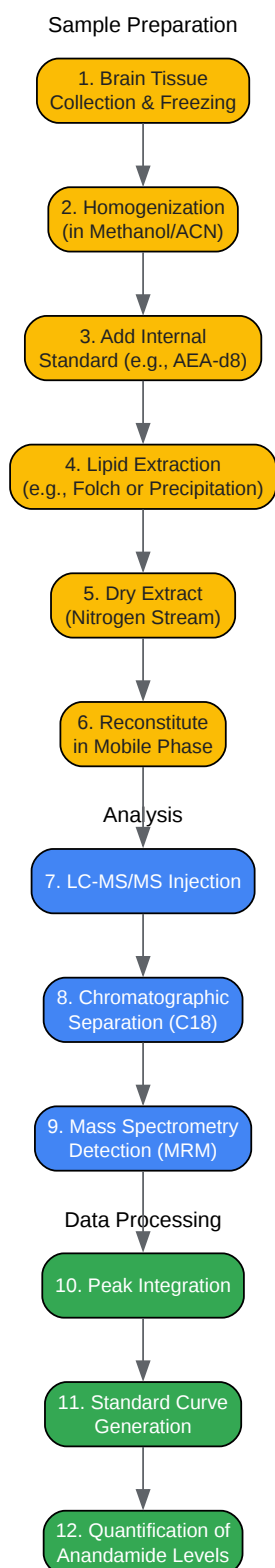 Sample Preparation
1. Brain Tissue
Collection & Freezing
2. Homogenization
(in Methanol/ACN)
3. Add Internal
Standard (e.g., AEA-d8)
4. Lipid Extraction
(e.g., Folch or Precipitation)
5. Dry Extract
(Nitrogen Stream)
6. Reconstitute
in Mobile Phase
Analysis
7. LC-MS/MS Injection
8. Chromatographic
Separation (C18)
9. Mass Spectrometry
Detection (MRM)
Data Processing
10. Peak Integration
11. Standard Curve
Generation
12. Quantification of
Anandamide Levels